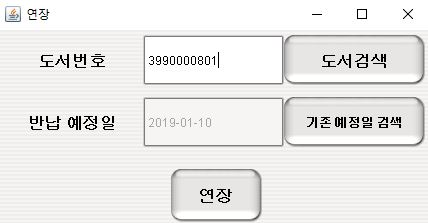 연장
도서번호 3990000801 도서검색
반납 예정일 2019-01-10 기존 예정일 검색
연장